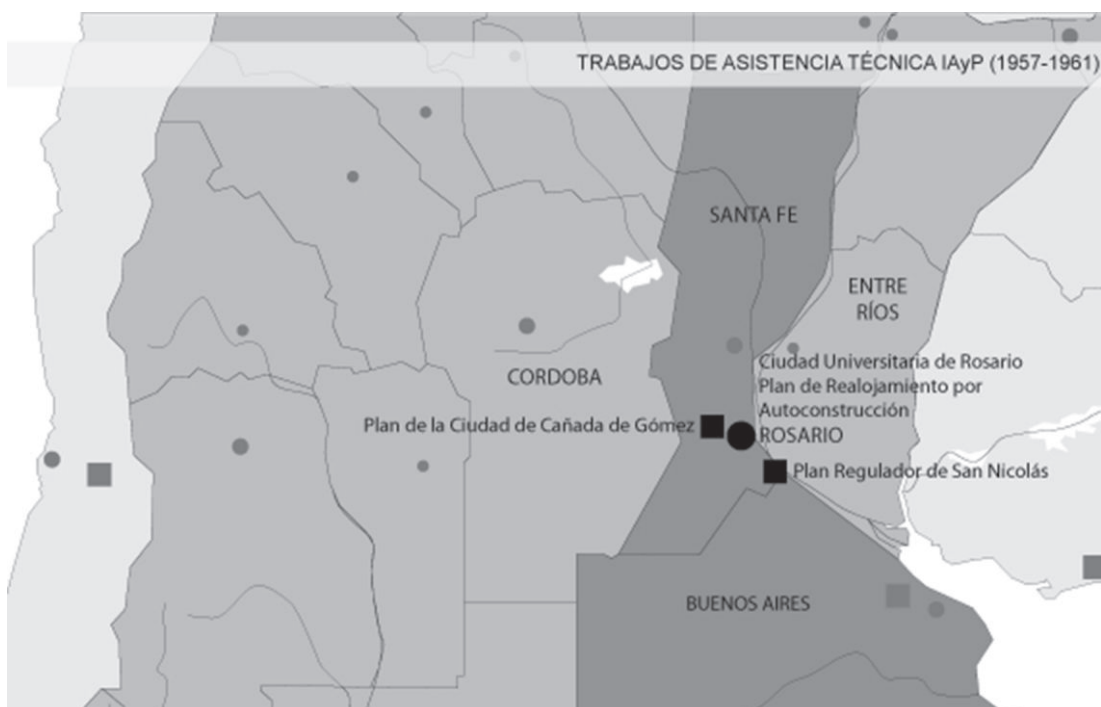 TRABAJOS DE ASISTENCIA TÉCNICA IAyP (1957-1961)
SANTA FE
ENTRE
RÍOS
Ciudad Universitaria de Rosario
CORDOBA
Plan de Realojamiento por
Autoconstrucción
Plan de la Ciudad de Cañada de Gómez
ROSARIO
Plan Regulador de San Nicolás
BUENOS AIRES